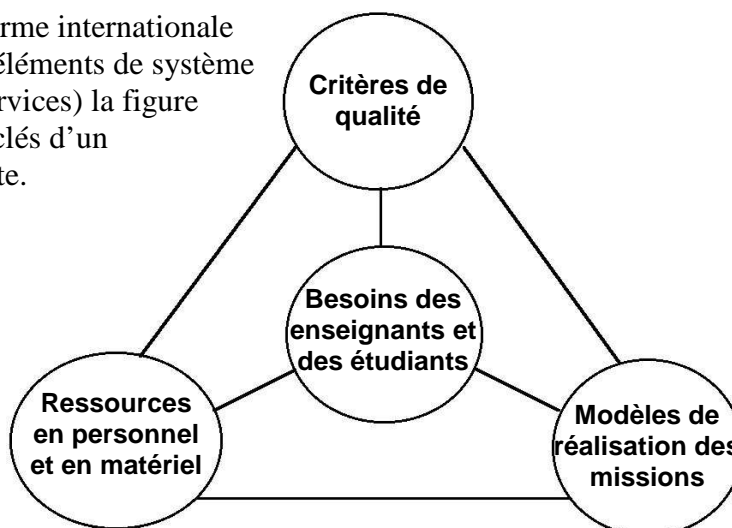 rme internationale
éléments de système
rvices) la figure
clés d'un
te.
Critères de
qualité
Besoins des
enseignants et
des étudiants
Ressources
en personnel
et en matériel
Modèles de
réalisation des
missions